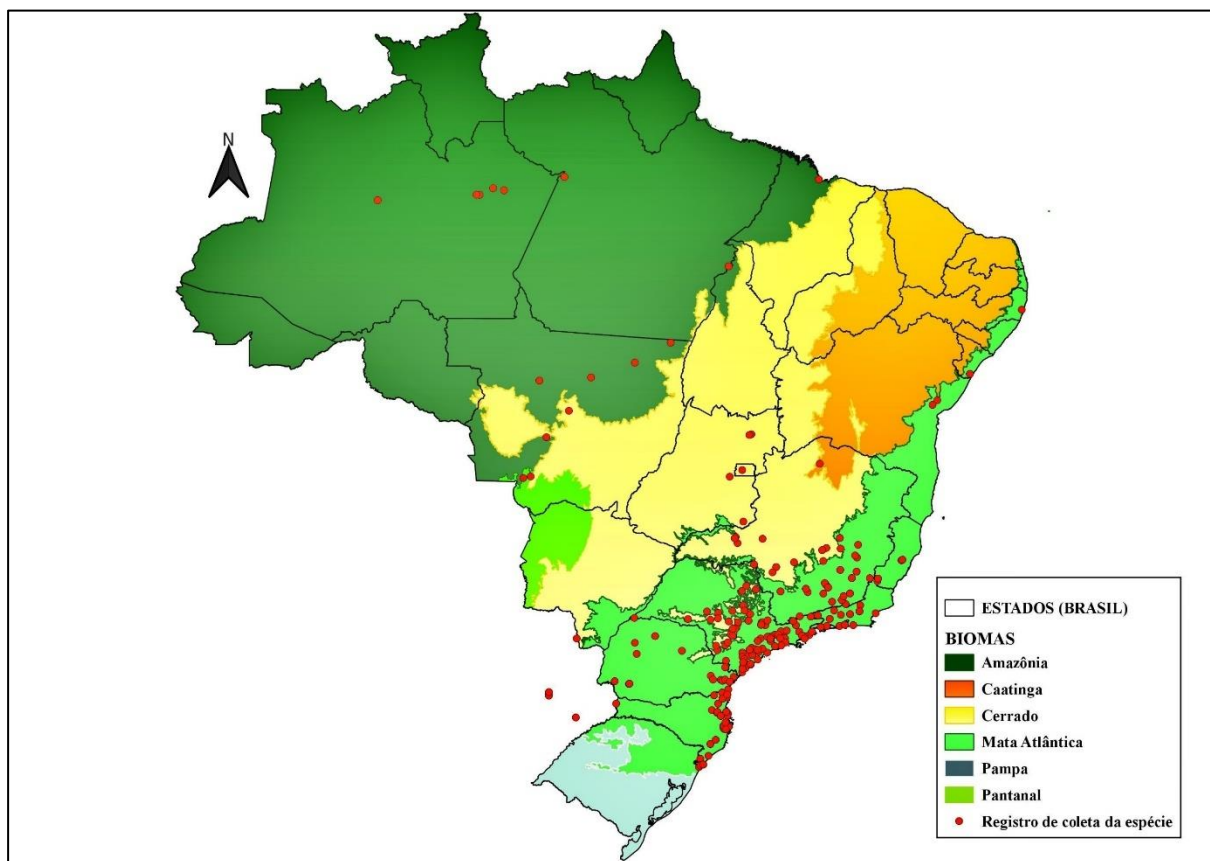 N
ESTADOS (BRASIL)
BIOMAS
Amazônia
Caatinga
Cerrado
Mata Atlântica
Pampa
Pantanal
Registro de coleta da espécie